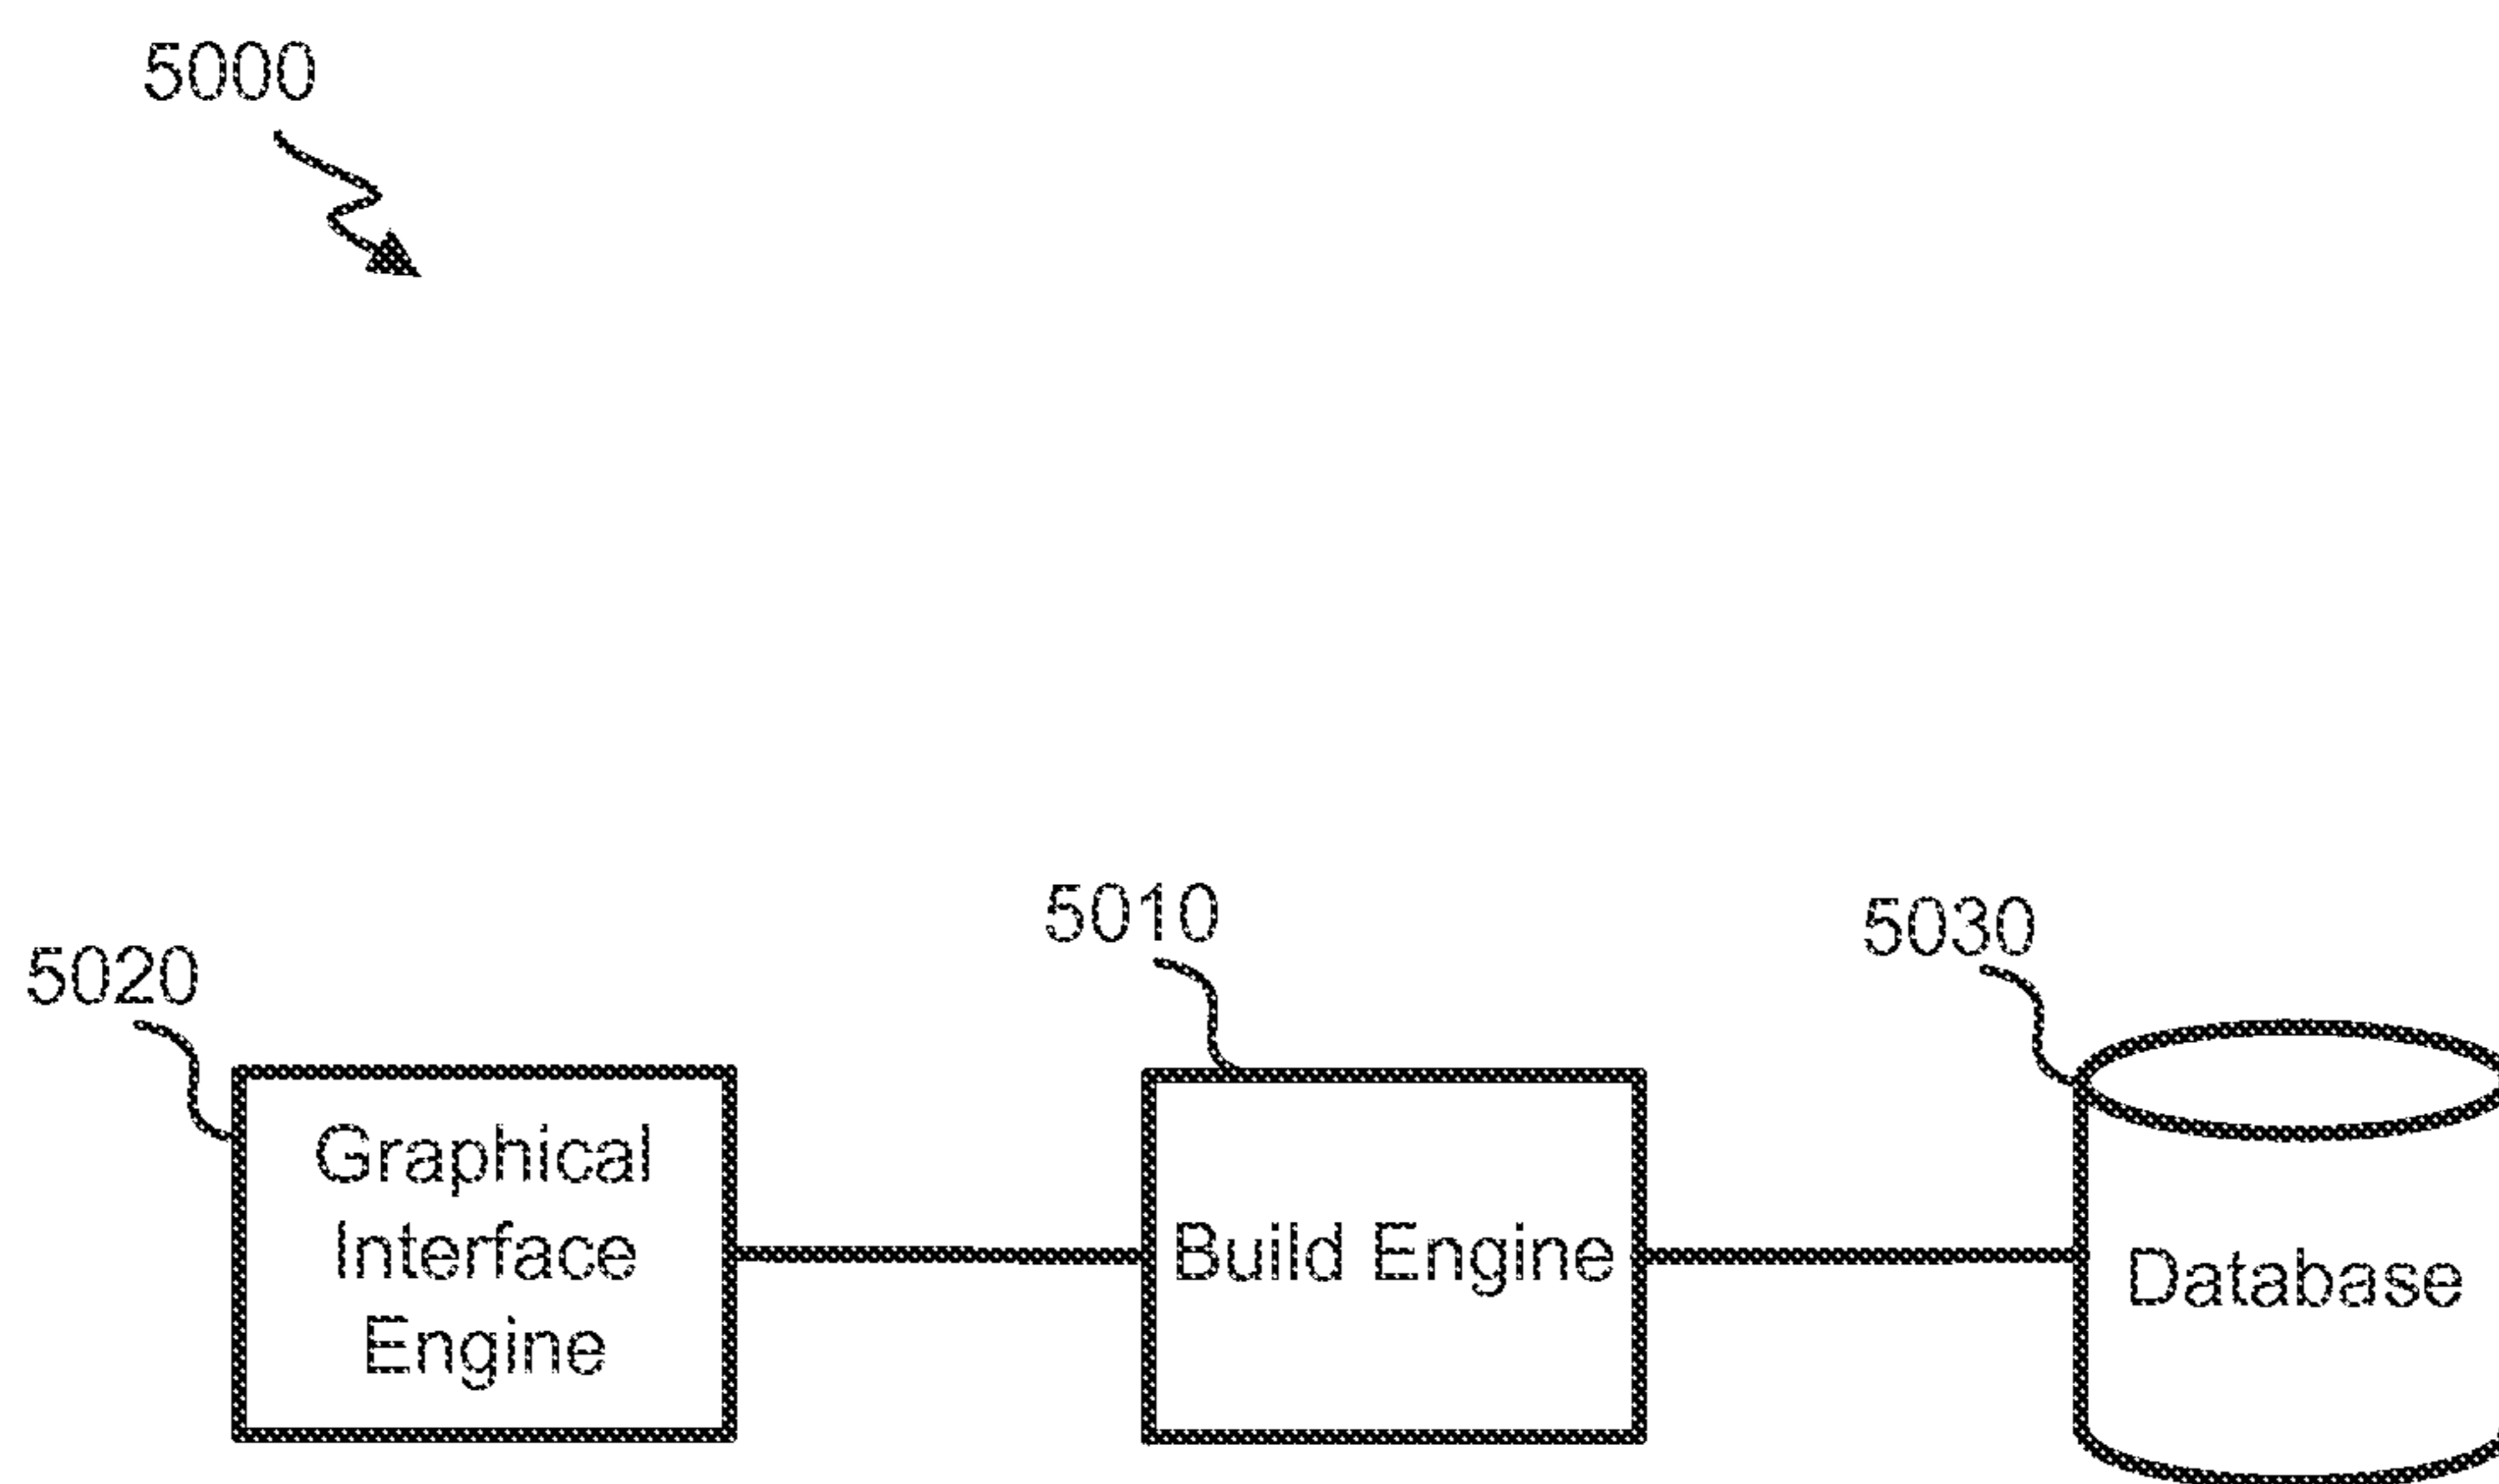 5000
5010
5030
5020
Graphical
Interface
Engine
Build Engine
Database